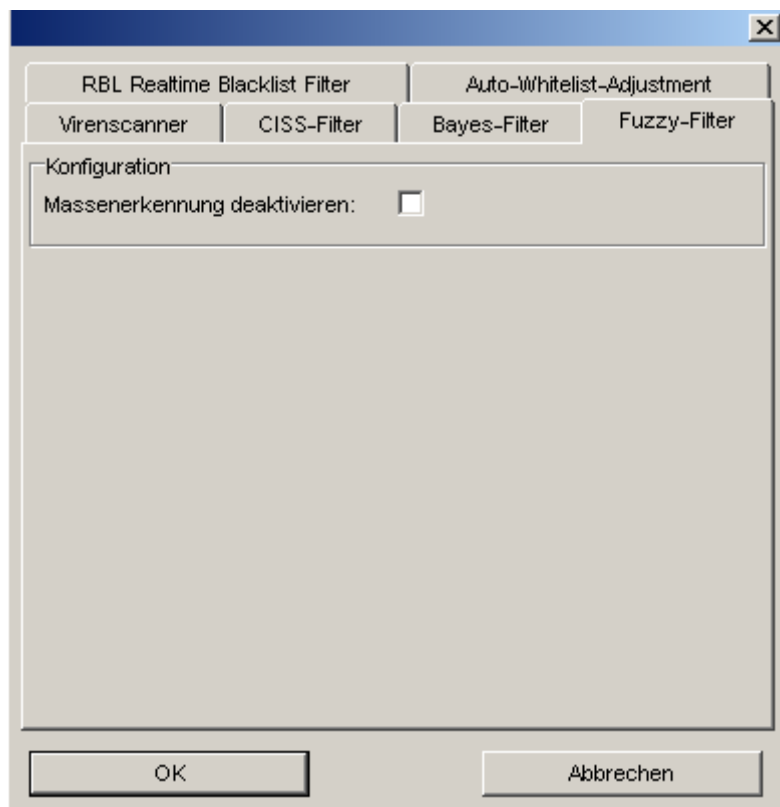 RBL Realtime Blacklist Filter
Auto-Whitelist-Adjustment
Virenscanner
CISS-Filter
Bayes-Filter
Fuzzy-Filter
Konfiguration
Massenerkennung deaktivieren:
OK
Abbrechen